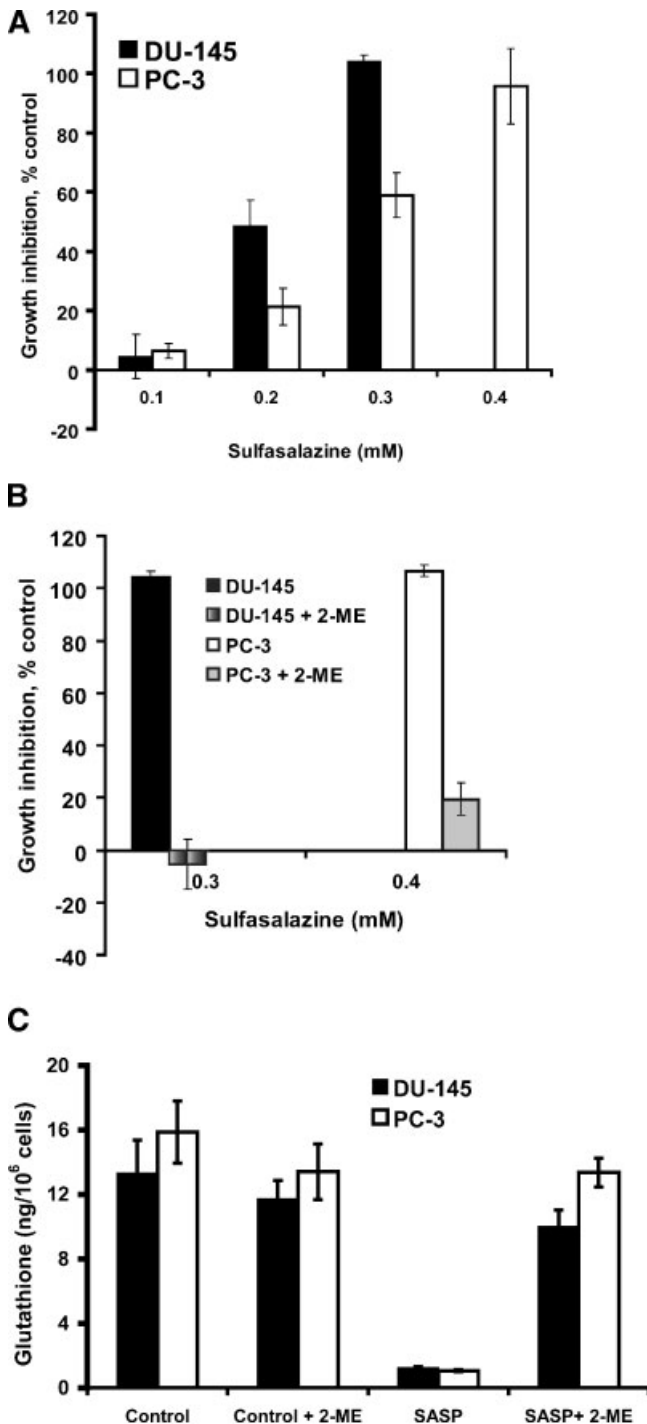 A
DU-145
PC-3
Growth inhibition, % control
120
100
80
60
40
20
0
-20
0.1 0.2 0.3 0.4
Sulfasalazine (mM)
B
DU-145
DU-145 + 2-ME
PC-3
PC-3 + 2-ME
Growth inhibition, % control
120
100
80
60
40
20
0
-20
-40
0.3 0.4
Sulfasalazine (mM)
C
DU-145
PC-3
Glutathione (ng/10⁶ cells)
20
16
12
8
4
0
Control Control + 2-ME SASP SASP+ 2-ME